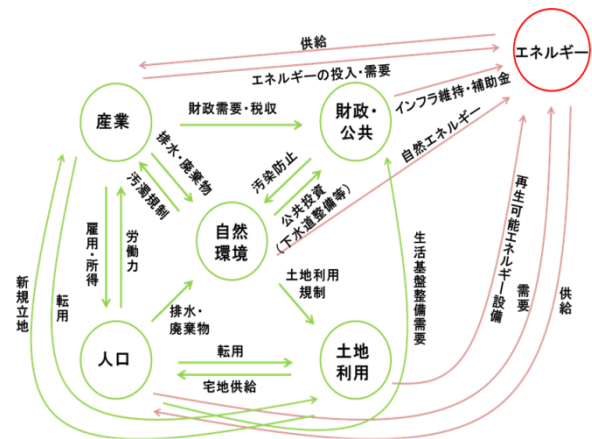 供給
エネルギー
エネルギーの投入・需要
産業
財政需要・税収
財政・
公共
インフラ維持・補助金
自然エネルギー
排水・廃棄物
汚濁規制
汚染防止
公共投資
(下水道整備等)
自然
環境
雇用・所得
労働力
新規立地
転用
排水・
廃棄物
土地利用
規制
生活基盤整備需要
再生可能エネルギー設備
需要
供給
人口
転用
宅地供給
土地
利用